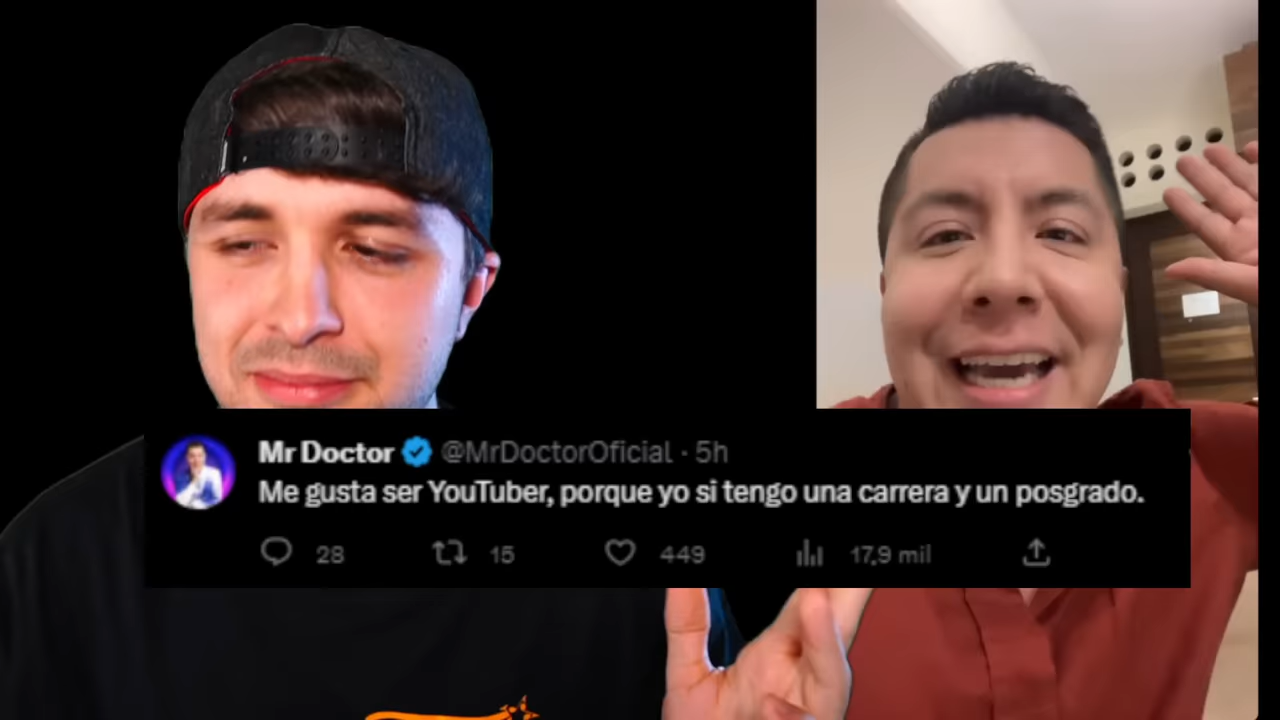 Mr Doctor @MrDoctorOficial · 5h
Me gusta ser YouTuber, porque yo si tengo una carrera y un posgrado.
28 15 449 17,9 mil